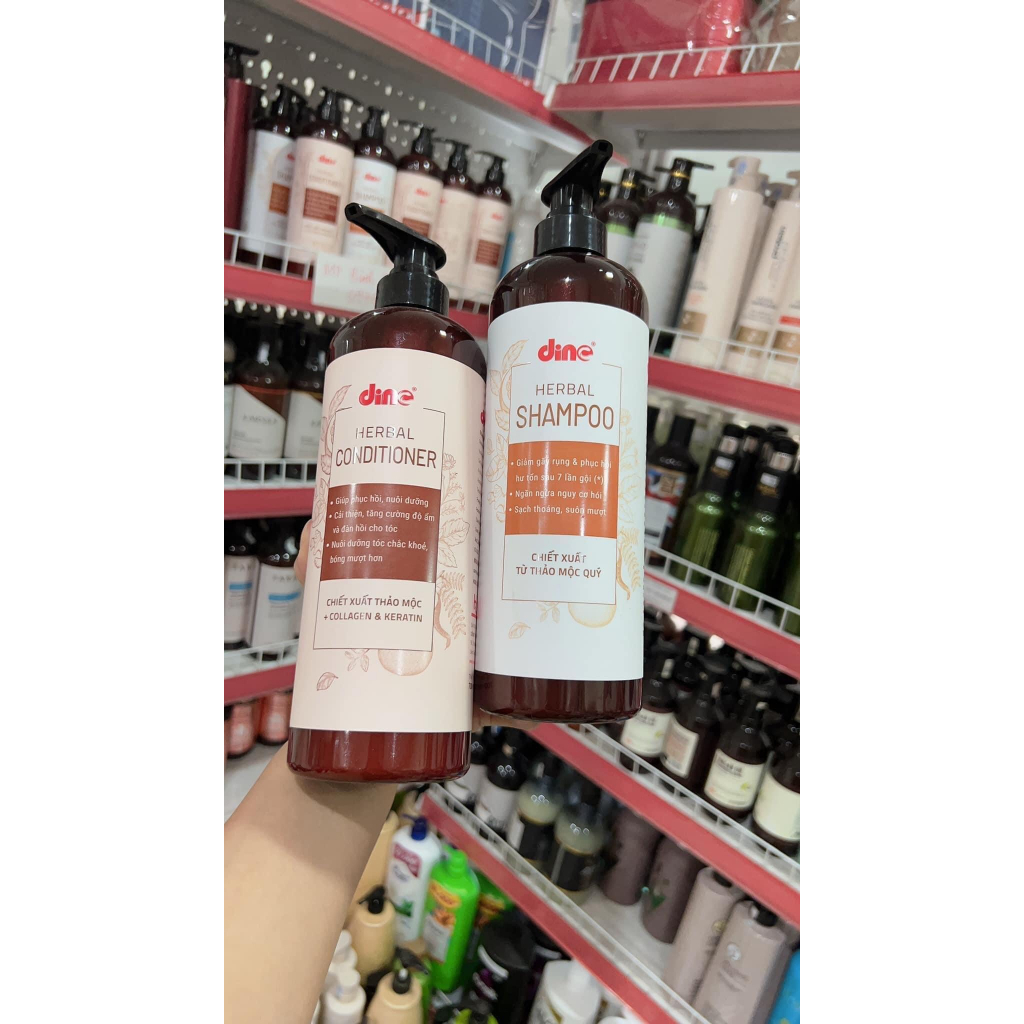 dine®
HERBAL
CONDITIONER
• Giúp phục hồi, nuôi dưỡng
• Cải thiện, tăng cường độ ẩm
và đàn hồi cho tóc
• Nuôi dưỡng tóc chắc khoẻ,
bóng mượt hơn
CHIẾT XUẤT THẢO MỘC
+ COLLAGEN & KERATIN
dine®
HERBAL
SHAMPOO
• Giảm gãy rụng & phục hồi
hư tổn sau 7 lần gội (*)
• Ngăn ngừa nguy cơ hói
• Sạch thoáng, suôn mượt
CHIẾT XUẤT
TỪ THẢO MỘC QUÝ